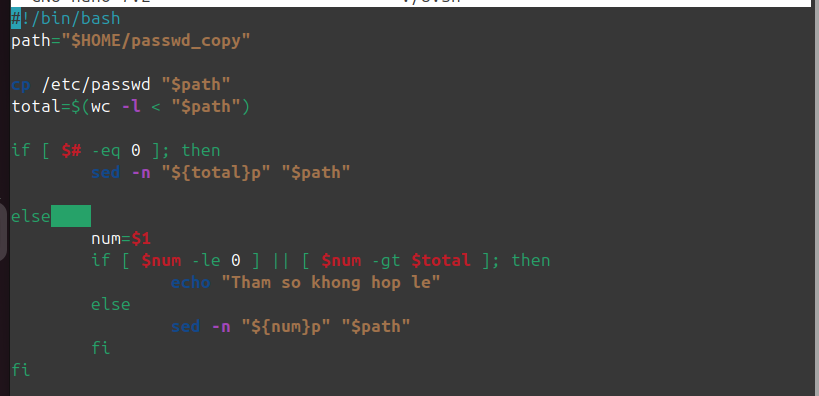 #!/bin/bash
path="$HOME/passwd_copy"
cp /etc/passwd "$path"
total=$(wc -l < "$path")
if [ $# -eq 0 ]; then
sed -n "${total}p" "$path"
else
num=$1
if [ $num -le 0 ] || [ $num -gt $total ]; then
echo "Tham so khong hop le"
else
sed -n "${num}p" "$path"
fi
fi